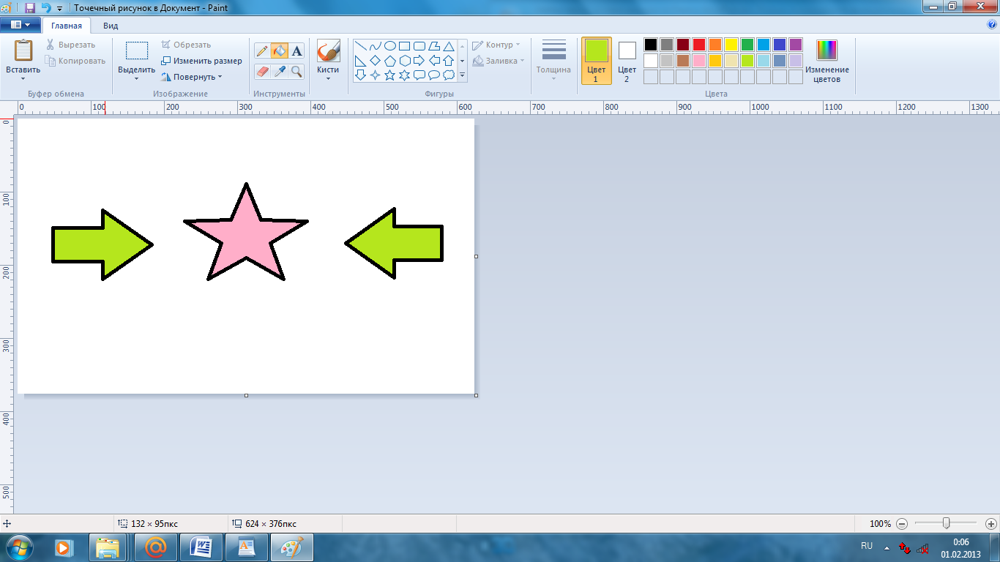 Точечный рисунок в Документ - Paint
Главная Вид
Вставить
Вырезать
Копировать
Буфер обмена
Выделить
Обрезать
Изменить размер
Повернуть
Изображение
A
Инструменты
Кисти
Контур
Заливка
Фигуры
Толщина
Цвет
1
Цвет
2
Изменение
цветов
Цвета
0 100 200 300 400 500 600 700 800 900 1000 1100 1200 1300
0
100
200
300
400
500
132 × 95пкс
624 × 376пкс
100%
RU
0:06
01.02.2013